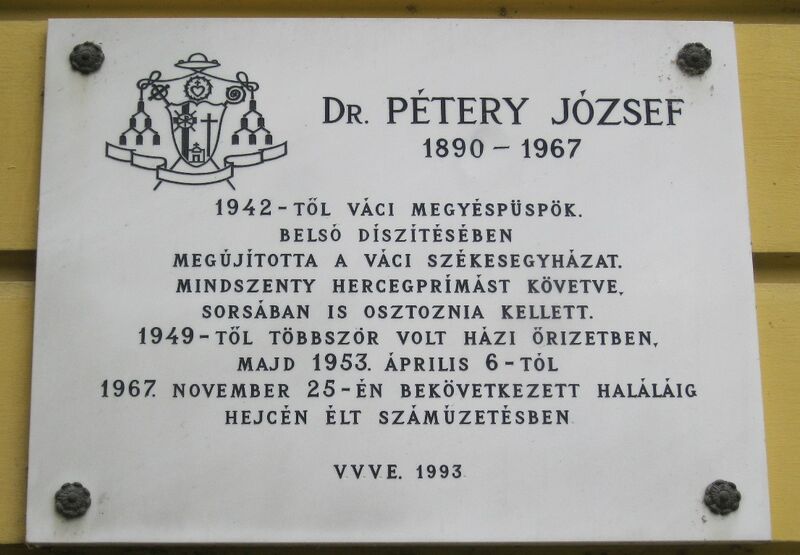 DR. PÉTERY JÓZSEF
1890 - 1967
1942-TŐL VÁCI MEGYÉSPÜSPÖK.
BELSŐ DÍSZÍTÉSÉBEN
MEGÚJÍTOTTA A VÁCI SZÉKESEGYHÁZAT.
MINDSZENTY HERCEGPRÍMÁST KÖVETVE,
SORSÁBAN IS OSZTOZNIA KELLETT.
1949-TŐL TÖBBSZÖR VOLT HÁZI ŐRIZETBEN,
MAJD 1953. ÁPRILIS 6-TÓL
1967. NOVEMBER 25-ÉN BEKÖVETKEZETT HALÁLÁIG
HEJCÉN ÉLT SZÁMŰZETÉSBEN
V.V.V.E. 1993